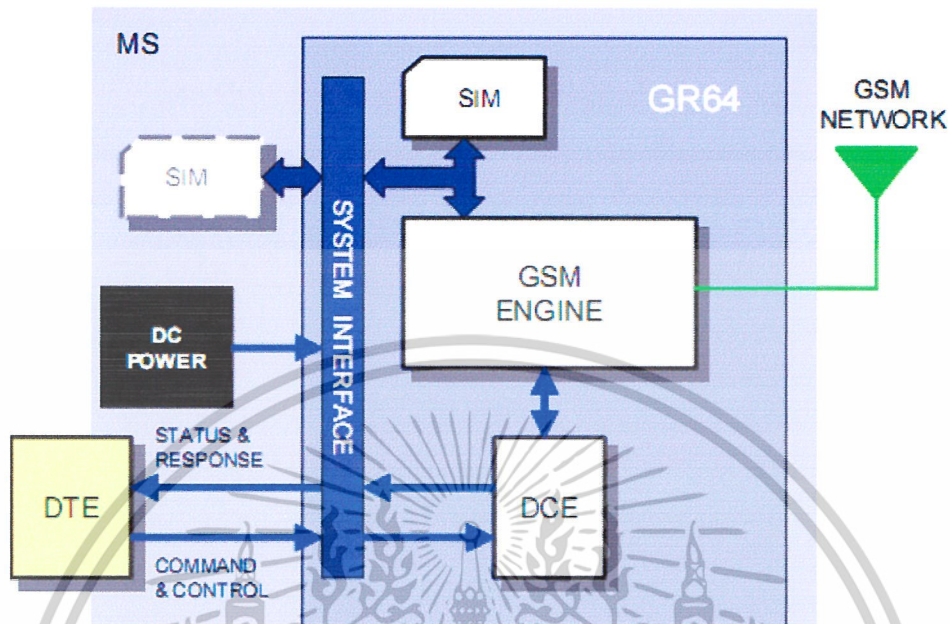 MS
SIM
GR64
GSM
NETWORK
SIM
SYSTEM INTERFACE
GSM
ENGINE
DC
POWER
STATUS &
RESPONSE
DTE
DCE
COMMAND
& CONTROL